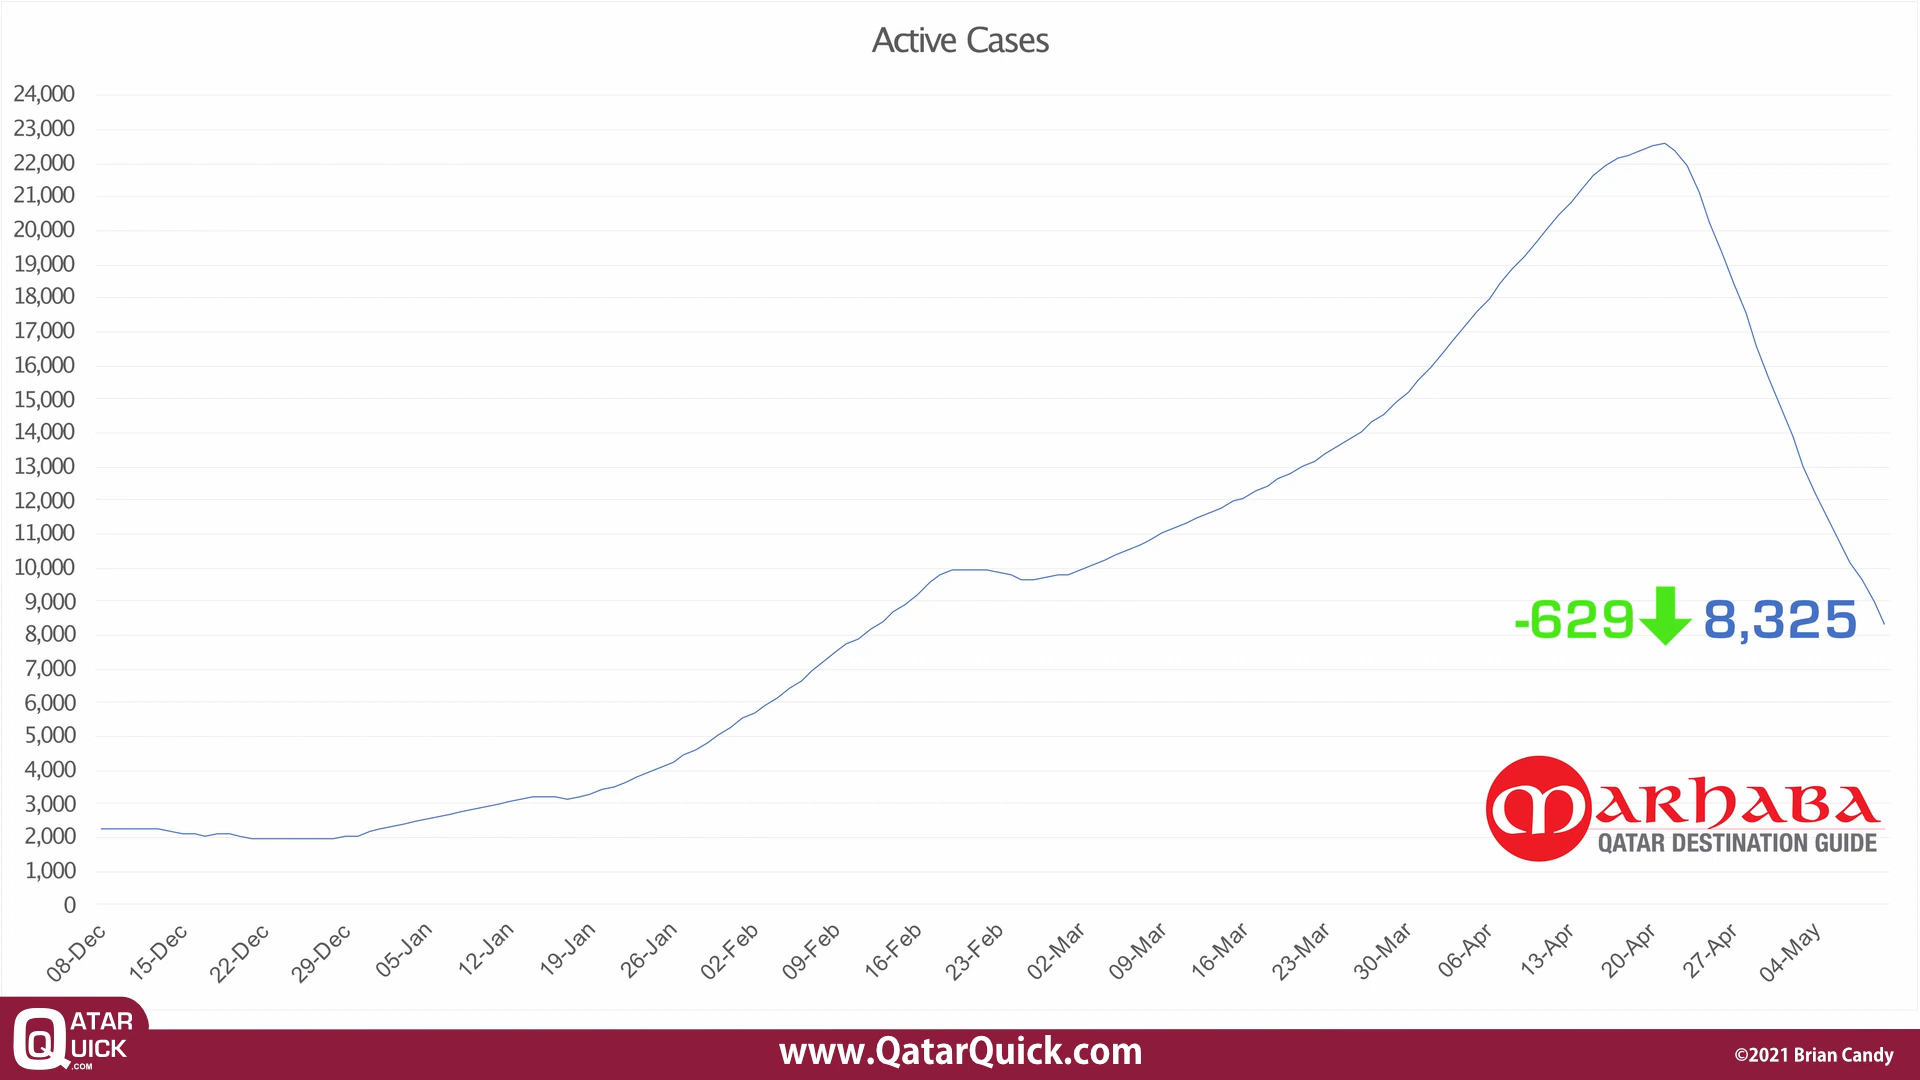 Active Cases
24,000
23,000
22,000
21,000
20,000
19,000
18,000
17,000
16,000
15,000
14,000
13,000
12,000
11,000
10,000
9,000
8,000
7,000
6,000
5,000
4,000
3,000
2,000
1,000
0
-629 8,325
MARHABA
QATAR DESTINATION GUIDE
08-Dec 15-Dec 22-Dec 29-Dec 05-Jan 12-Jan 19-Jan 26-Jan 02-Feb 09-Feb 16-Feb 23-Feb 02-Mar 09-Mar 16-Mar 23-Mar 30-Mar 06-Apr 13-Apr 20-Apr 27-Apr 04-May
QATAR
QUICK
.COM
www.QatarQuick.com
©2021 Brian Candy